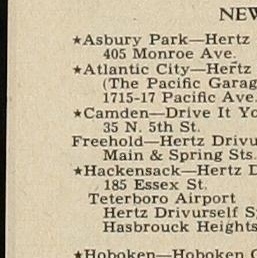 NEW
★Asbury Park—Hertz
405 Monroe Ave.
★Atlantic City—Hertz
(The Pacific Garag
1715-17 Pacific Ave.
★Camden—Drive It Yo
35 N. 5th St.
Freehold—Hertz Drivu
Main & Spring Sts.
★Hackensack—Hertz D
185 Essex St.
Teterboro Airport
Hertz Drivurself S
Hasbrouck Heights
★Hoboken—Hoboken